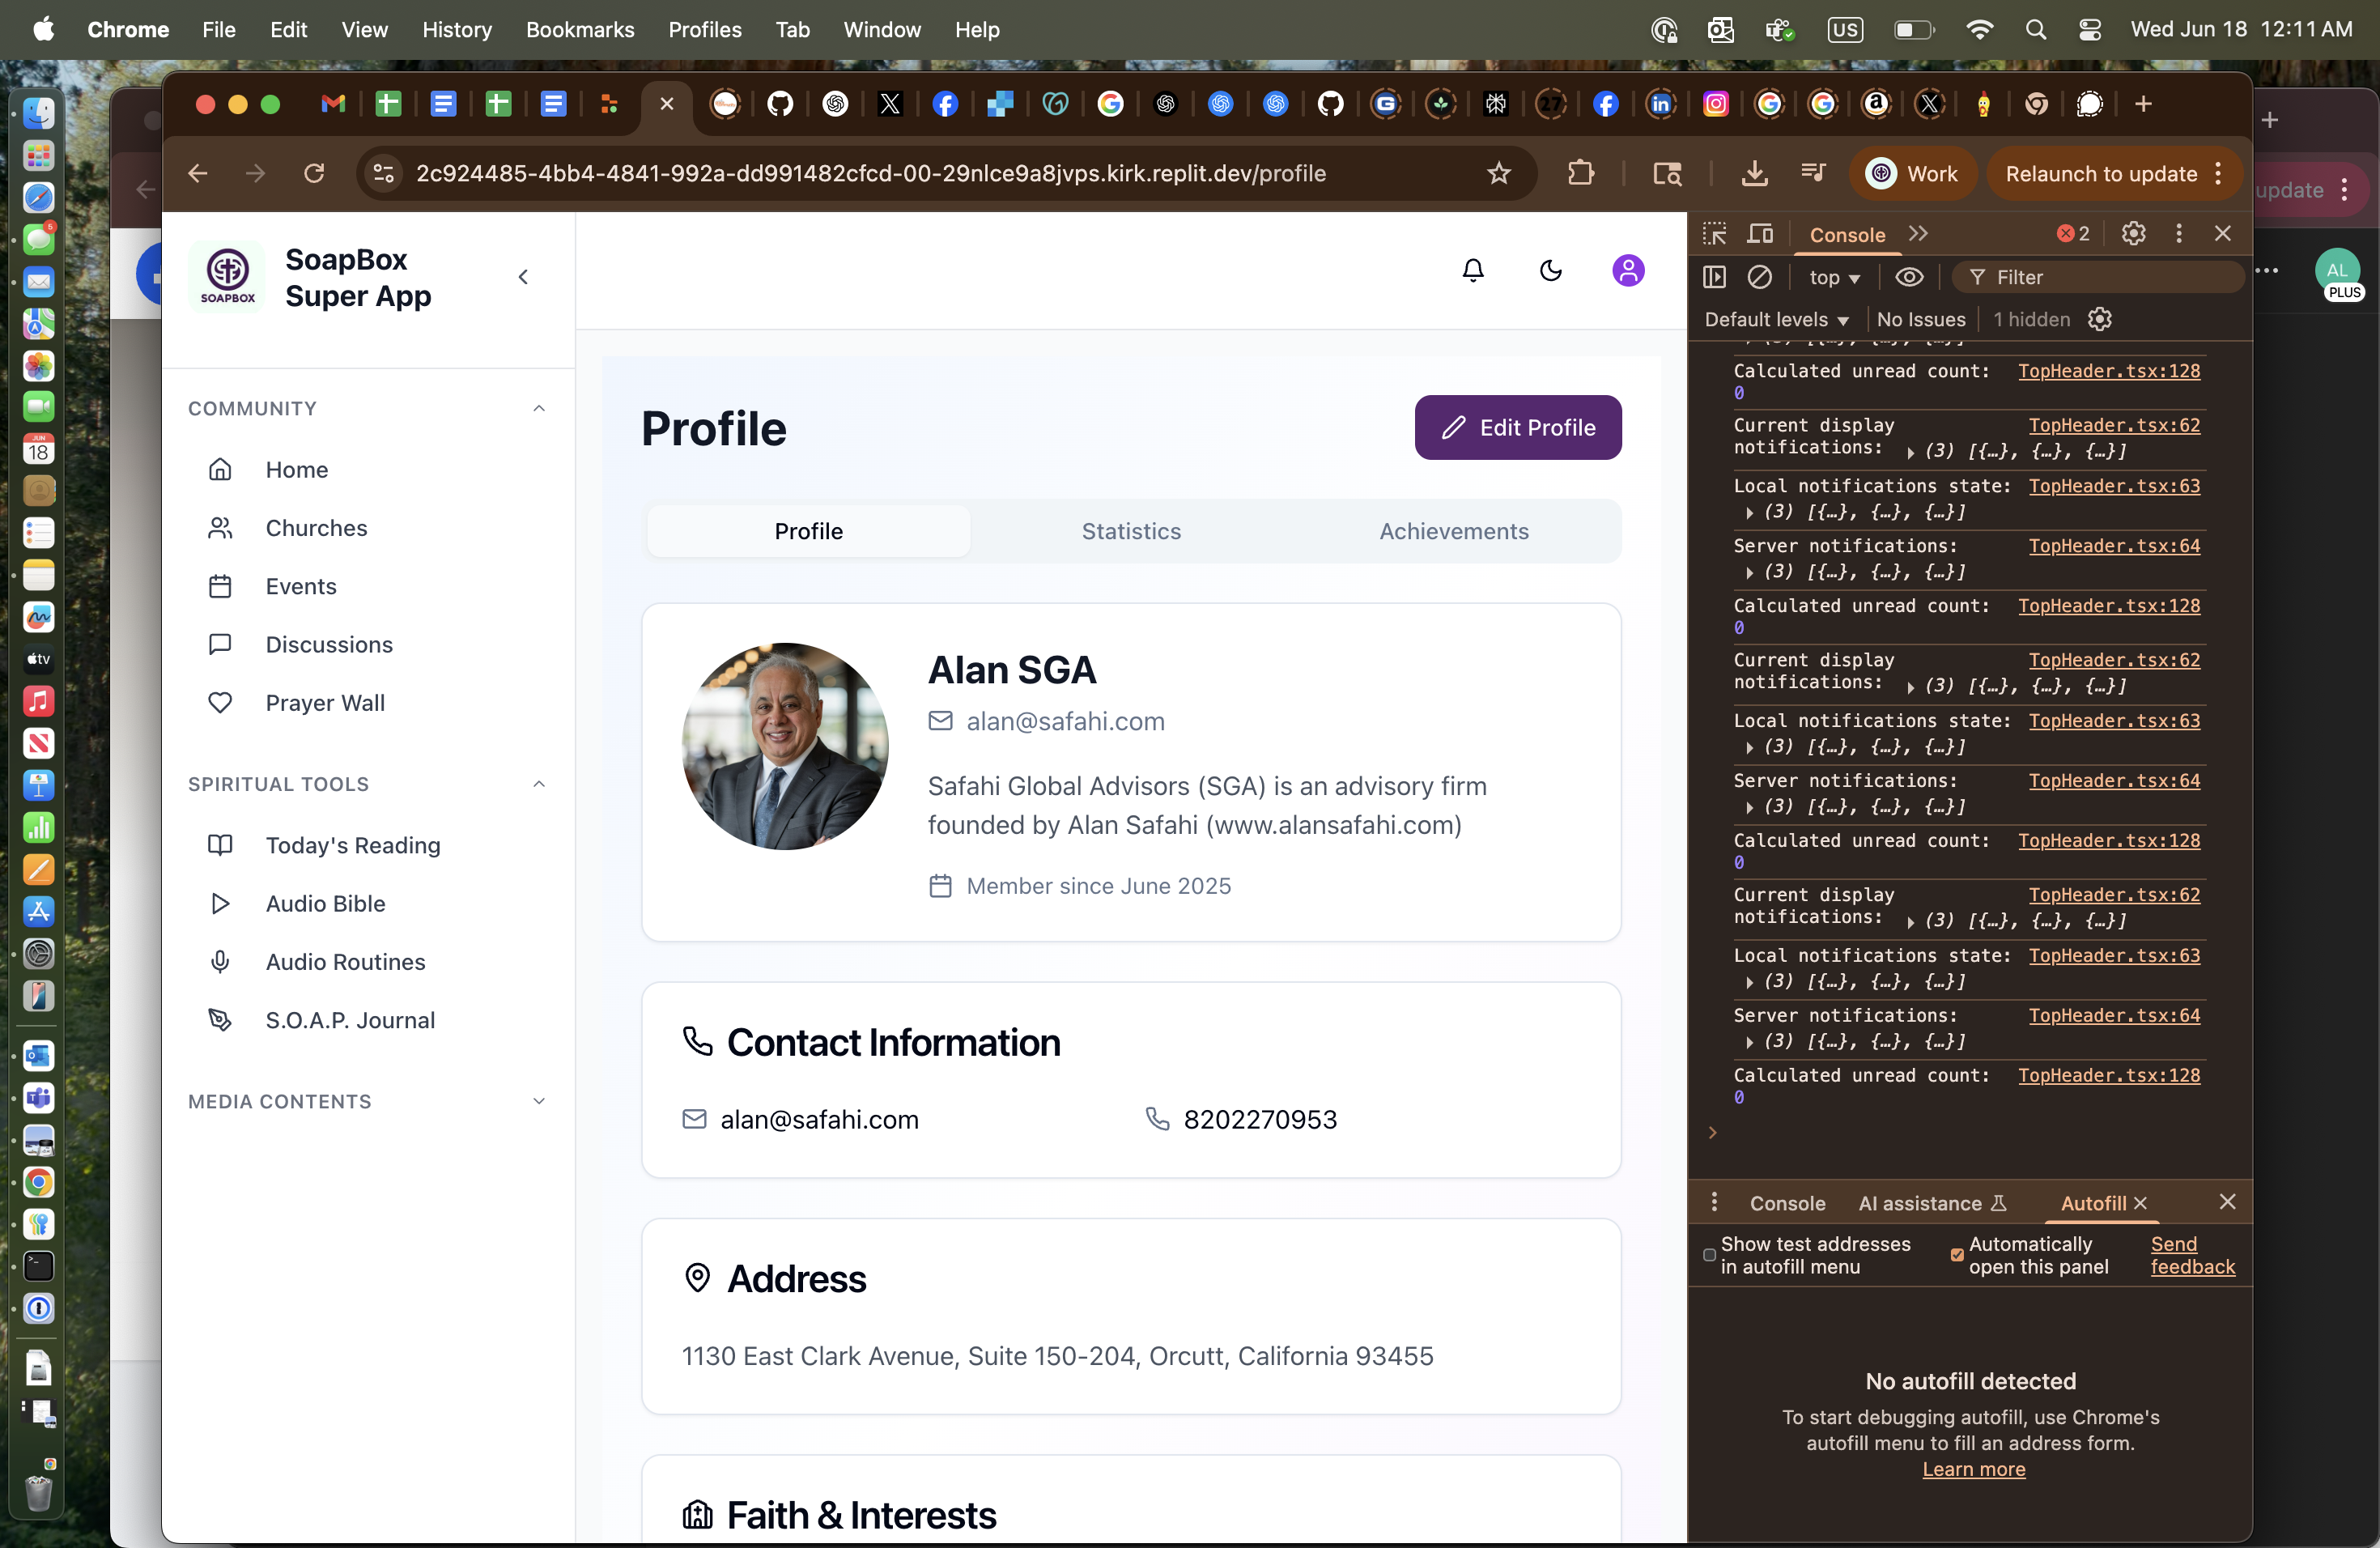 Chrome File Edit View History Bookmarks Profiles Tab Window Help
US
Wed Jun 18 12:11 AM
2c924485-4bb4-4841-992a-dd991482cfcd-00-29nlce9a8jvps.kirk.replit.dev/profile
Work
Relaunch to update
update
AL
PLUS
SOAPBOX
SoapBox
Super App
COMMUNITY
Home
Churches
Events
Discussions
Prayer Wall
SPIRITUAL TOOLS
Today's Reading
Audio Bible
Audio Routines
S.O.A.P. Journal
MEDIA CONTENTS
Profile
Edit Profile
Profile Statistics Achievements
Alan SGA
alan@safahi.com
Safahi Global Advisors (SGA) is an advisory firm
founded by Alan Safahi (www.alansafahi.com)
Member since June 2025
Contact Information
alan@safahi.com 8202270953
Address
1130 East Clark Avenue, Suite 150-204, Orcutt, California 93455
Faith & Interests
Console
2
top
Filter
Default levels No Issues 1 hidden
Calculated unread count: TopHeader.tsx:128
0
Current display TopHeader.tsx:62
notifications: (3) [{…}, {…}, {…}]
Local notifications state: TopHeader.tsx:63
(3) [{…}, {…}, {…}]
Server notifications: TopHeader.tsx:64
(3) [{…}, {…}, {…}]
Calculated unread count: TopHeader.tsx:128
0
Current display TopHeader.tsx:62
notifications: (3) [{…}, {…}, {…}]
Local notifications state: TopHeader.tsx:63
(3) [{…}, {…}, {…}]
Server notifications: TopHeader.tsx:64
(3) [{…}, {…}, {…}]
Calculated unread count: TopHeader.tsx:128
0
Current display TopHeader.tsx:62
notifications: (3) [{…}, {…}, {…}]
Local notifications state: TopHeader.tsx:63
(3) [{…}, {…}, {…}]
Server notifications: TopHeader.tsx:64
(3) [{…}, {…}, {…}]
Calculated unread count: TopHeader.tsx:128
0
Console AI assistance Autofill
Show test addresses
in autofill menu
Automatically
open this panel
Send
feedback
No autofill detected
To start debugging autofill, use Chrome's
autofill menu to fill an address form.
Learn more
5
JUN
18
tv
27